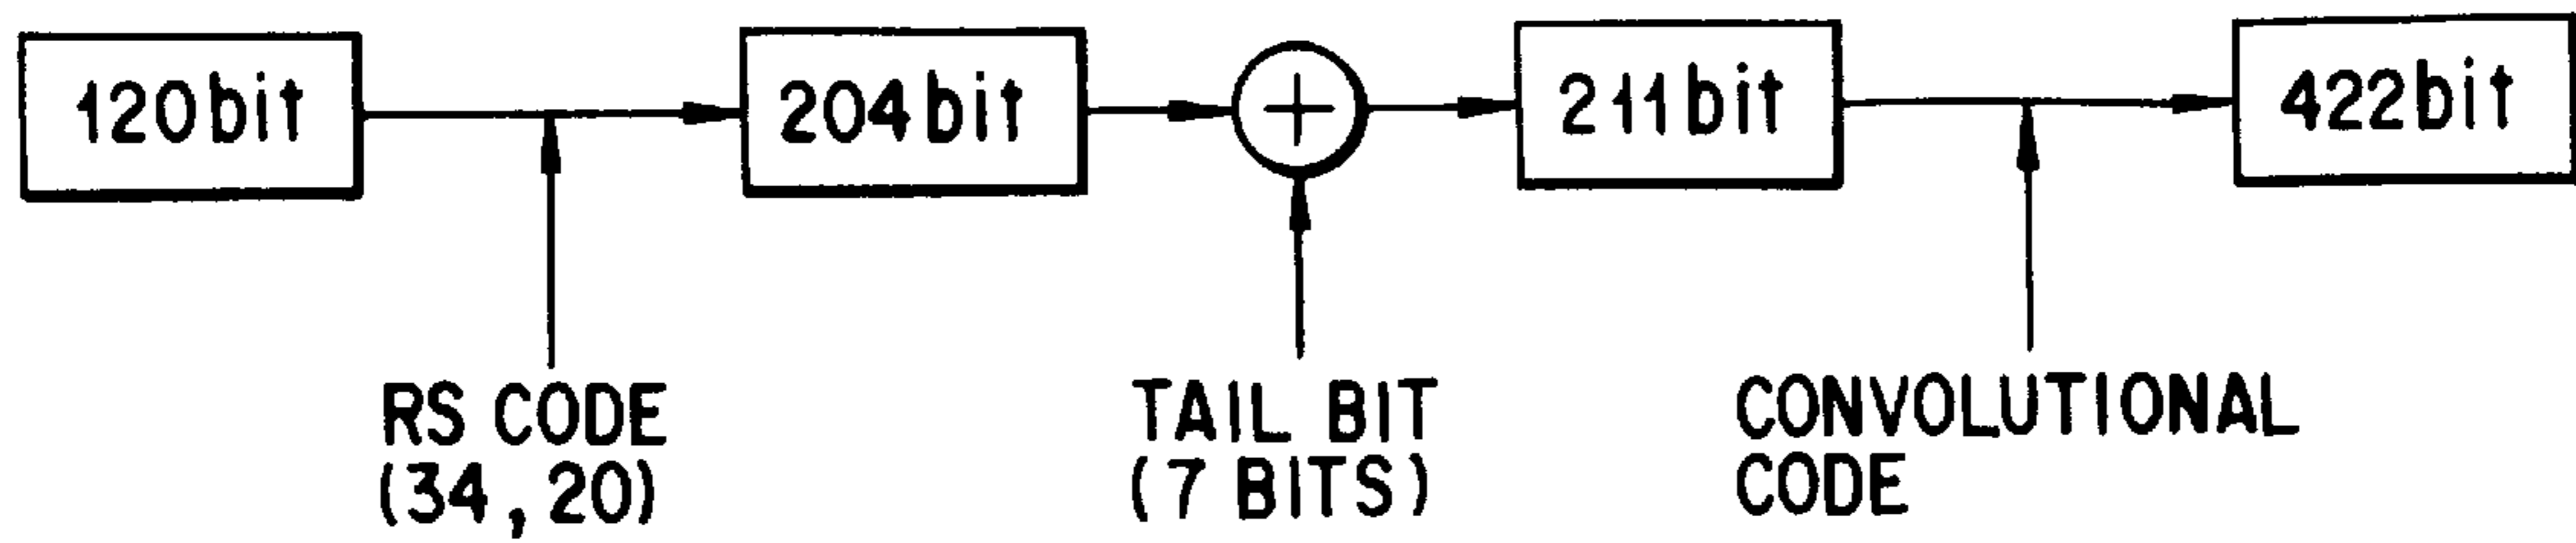 120bit
204bit
+
211bit
422bit
RS CODE
(34,20)
TAIL BIT
(7 BITS)
CONVOLUTIONAL
CODE